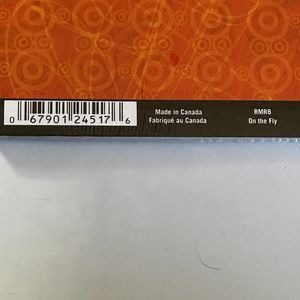 0 67901 24517 6
Made in Canada
Fabriqué au Canada
RMRB
On the Fly